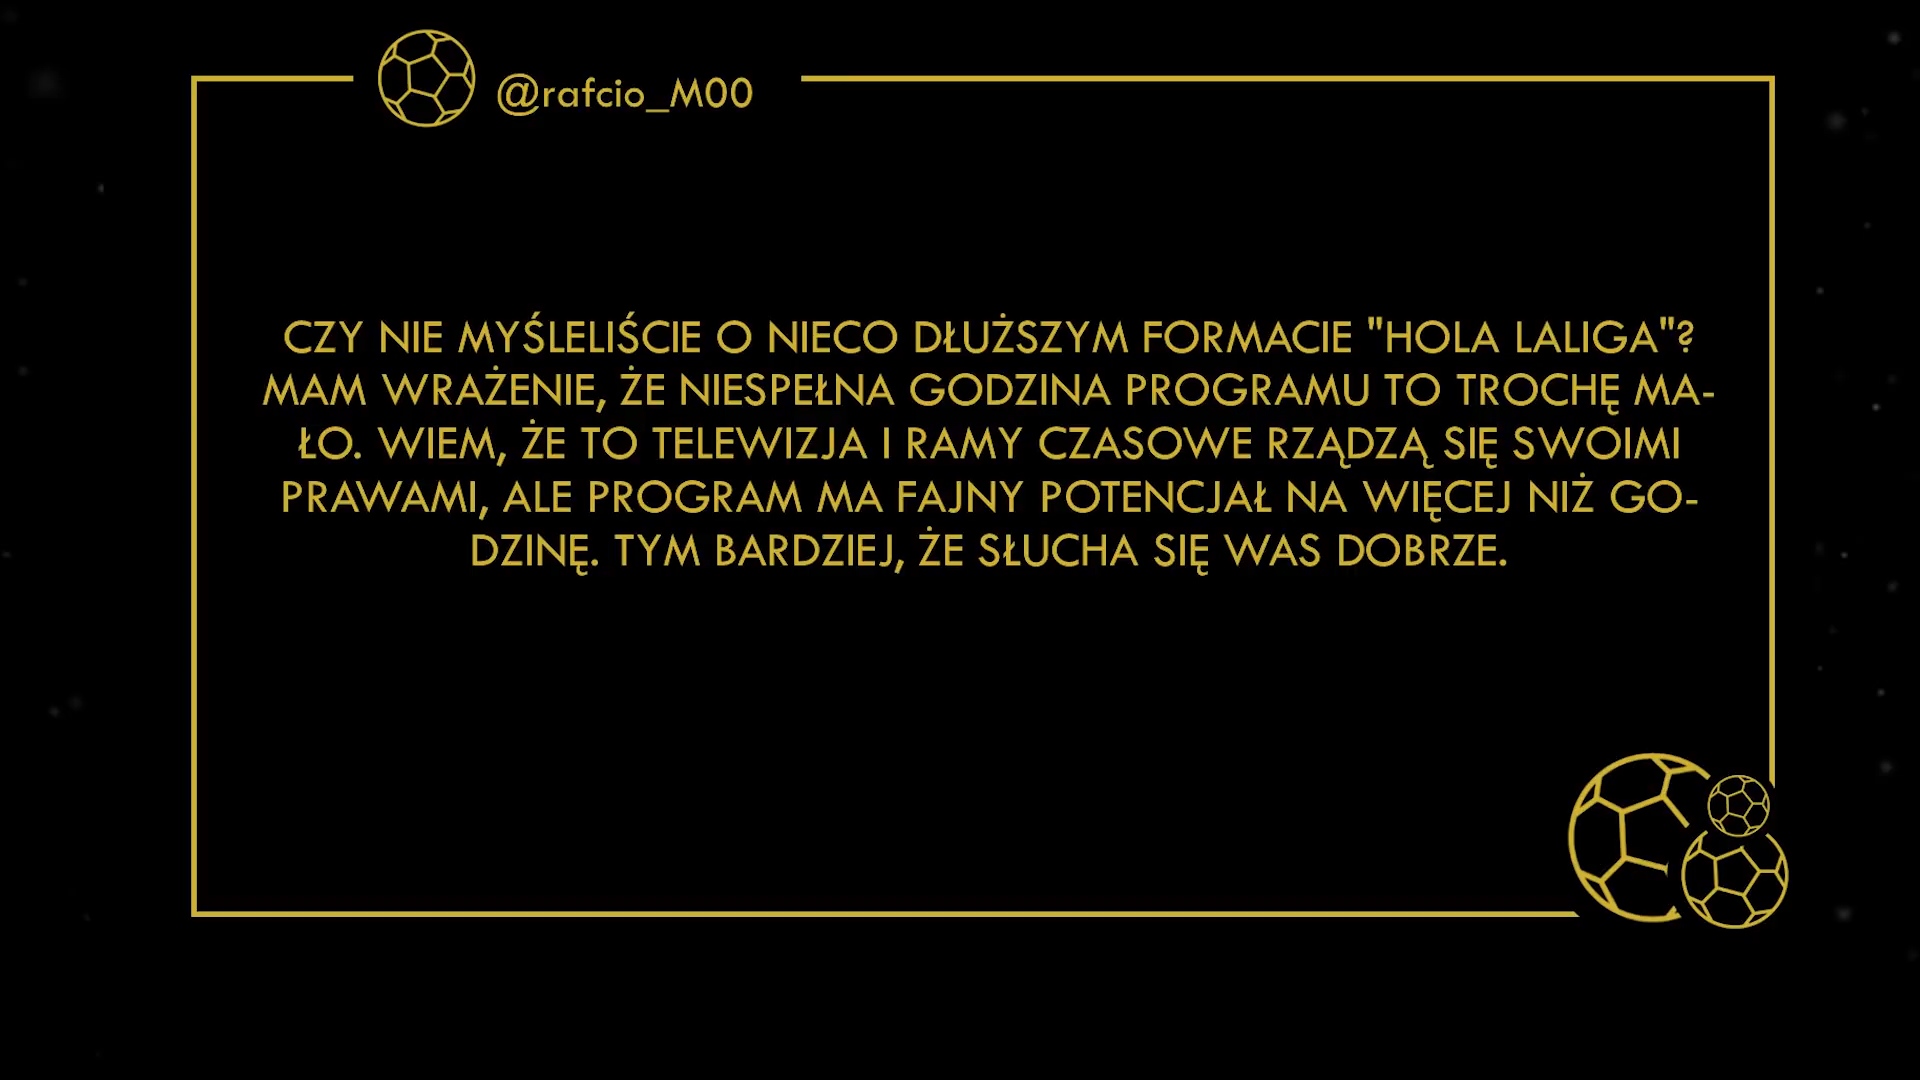 @rafcio_M00
CZY NIE MYŚLELIŚCIE O NIECO DŁUŻSZYM FORMACIE "HOLA LALIGA"?
MAM WRAŻENIE, ŻE NIESPEŁNA GODZINA PROGRAMU TO TROCHĘ MA-
ŁO. WIEM, ŻE TO TELEWIZJA I RAMY CZASOWE RZĄDZĄ SIĘ SWOIMI
PRAWAMI, ALE PROGRAM MA FAJNY POTENCJAŁ NA WIĘCEJ NIŻ GO-
DZINĘ. TYM BARDZIEJ, ŻE SŁUCHA SIĘ WAS DOBRZE.